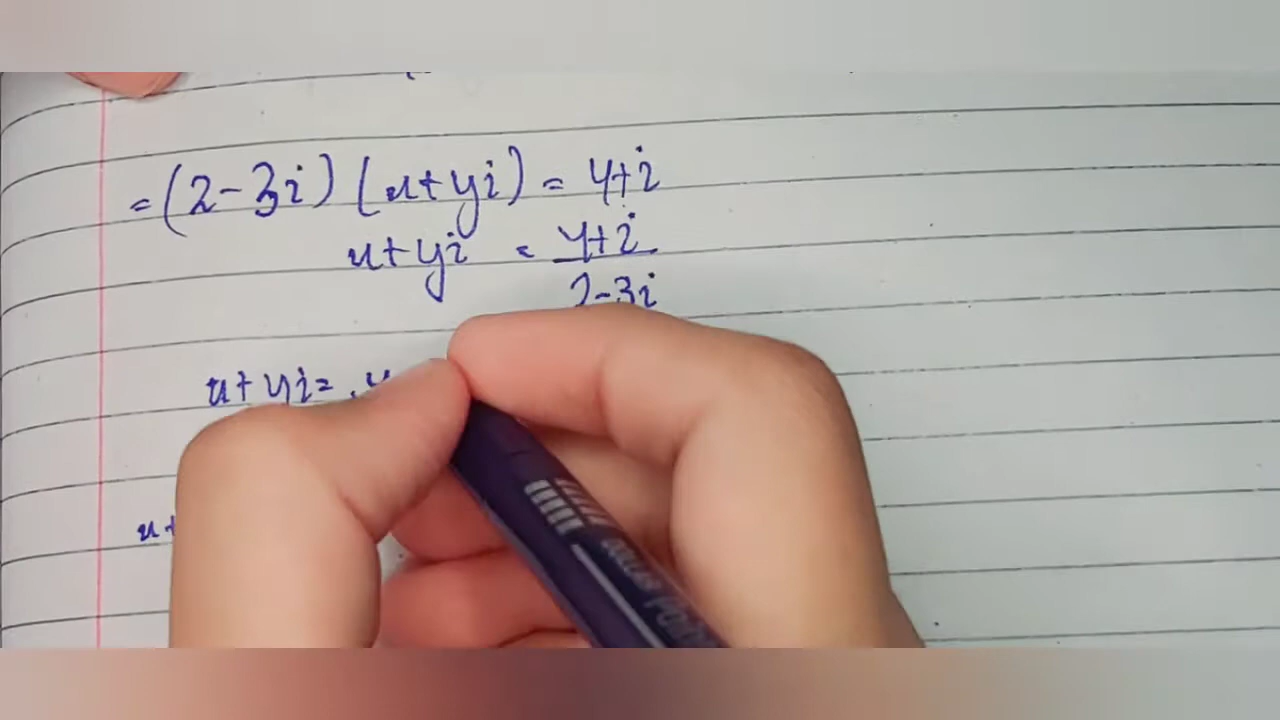 = (2-3i) (x+yi) = 4+i
x+yi = 4+i
2-3i
x+yi=
x+